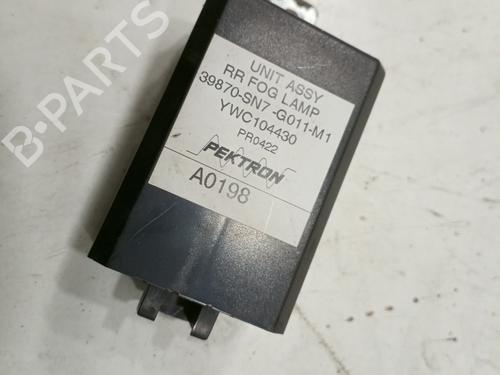 B-PARTS
UNIT ASSY
RR FOG LAMP
39870-SN7 -G011-M1
YWC104430
PR0422
PEKTRON
A0198